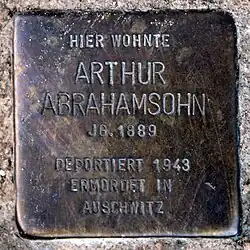 HIER WOHNTE
ARTHUR
ABRAHAMSOHN
JG. 1889
DEPORTIERT 1943
ERMORDET IN
AUSCHWITZ